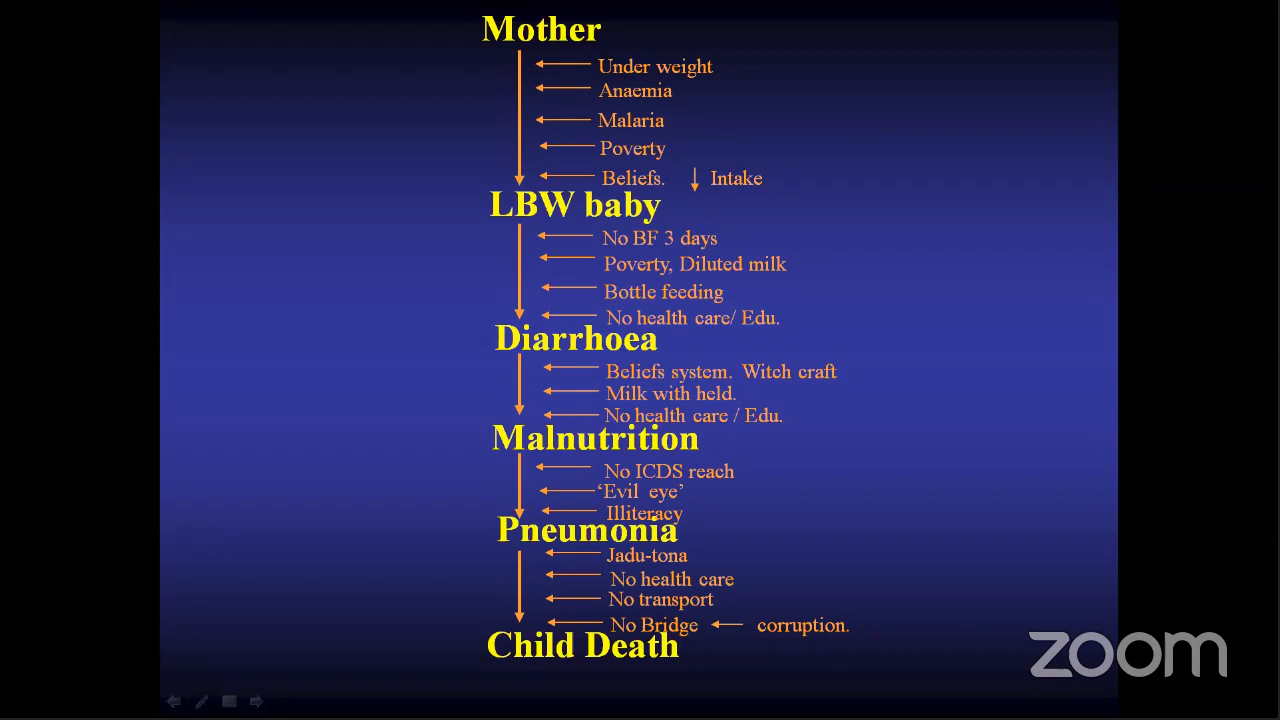 Mother
Under weight
Anaemia
Malaria
Poverty
Beliefs. Intake
LBW baby
No BF 3 days
Poverty, Diluted milk
Bottle feeding
No health care/ Edu.
Diarrhoea
Beliefs system. Witch craft
Milk with held.
No health care / Edu.
Malnutrition
No ICDS reach
‘Evil eye’
Illiteracy
Pneumonia
Jadu-tona
No health care
No transport
No Bridge corruption.
Child Death
zoom